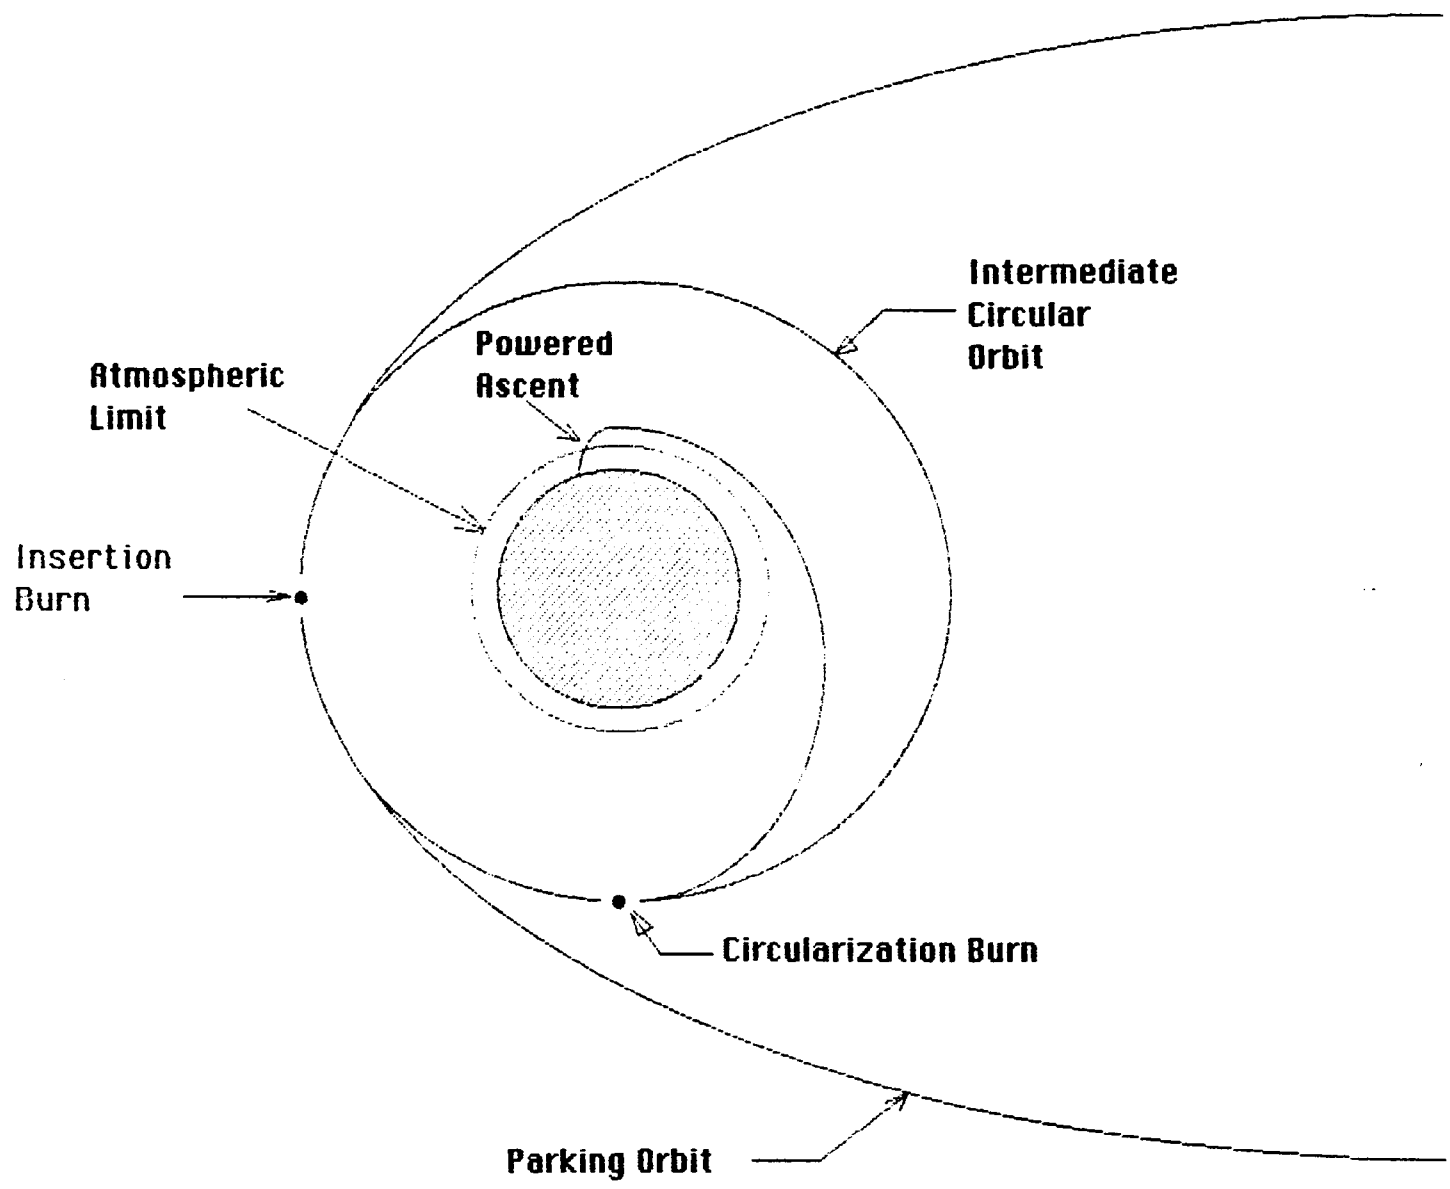 Intermediate
Circular
Orbit
Powered
Ascent
Atmospheric
Limit
Insertion
Burn
Circularization Burn
Parking Orbit